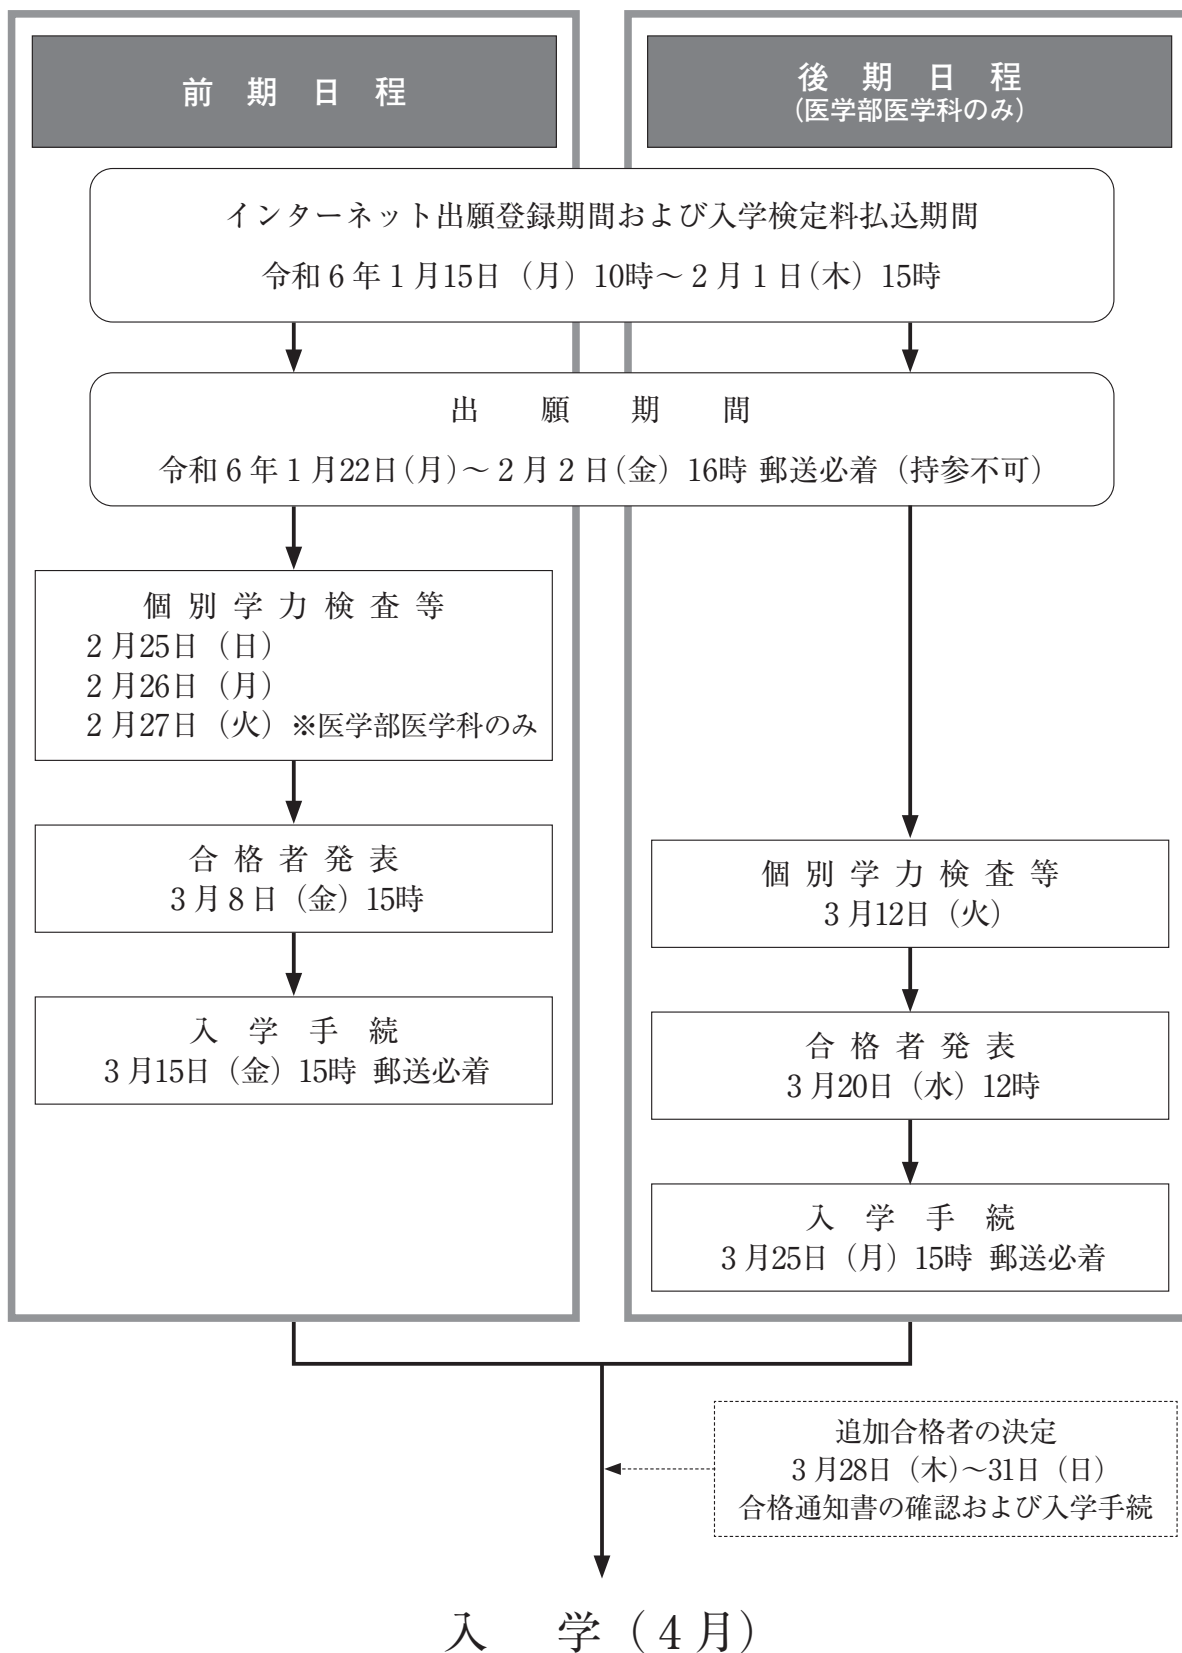 前期日程
後期日程
(医学部医学科のみ)
インターネット出願登録期間および入学検定料払込期間
令和6年1月15日(月)10時～2月1日(木)15時
出願期間
令和6年1月22日(月)～2月2日(金)16時 郵送必着(持参不可)
個別学力検査等
2月25日(日)
2月26日(月)
2月27日(火)※医学部医学科のみ
合格者発表
3月8日(金)15時
入学手続
3月15日(金)15時 郵送必着
個別学力検査等
3月12日(火)
合格者発表
3月20日(水)12時
入学手続
3月25日(月)15時 郵送必着
追加合格者の決定
3月28日(木)～31日(日)
合格通知書の確認および入学手続
入学(4月)